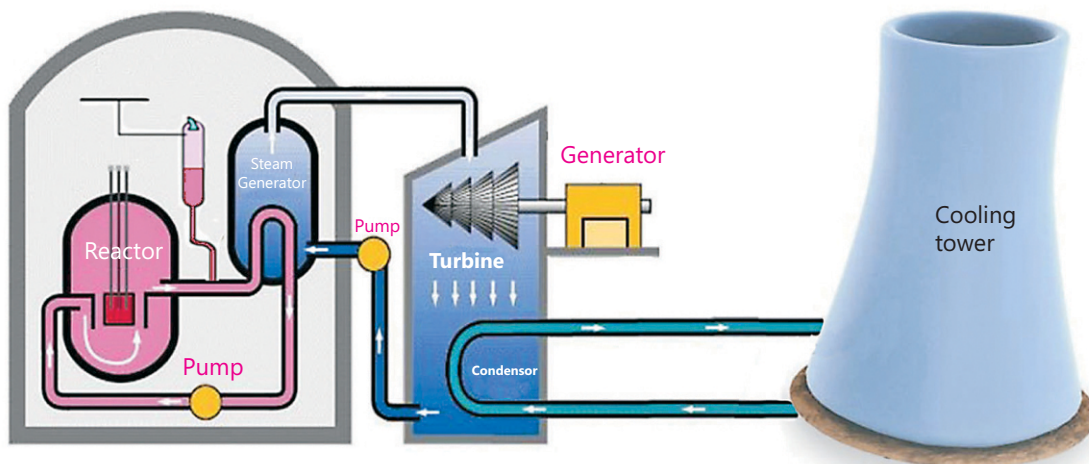 Steam
Generator
Generator
Pump
Reactor
Cooling
tower
Turbine
Pump
Condensor